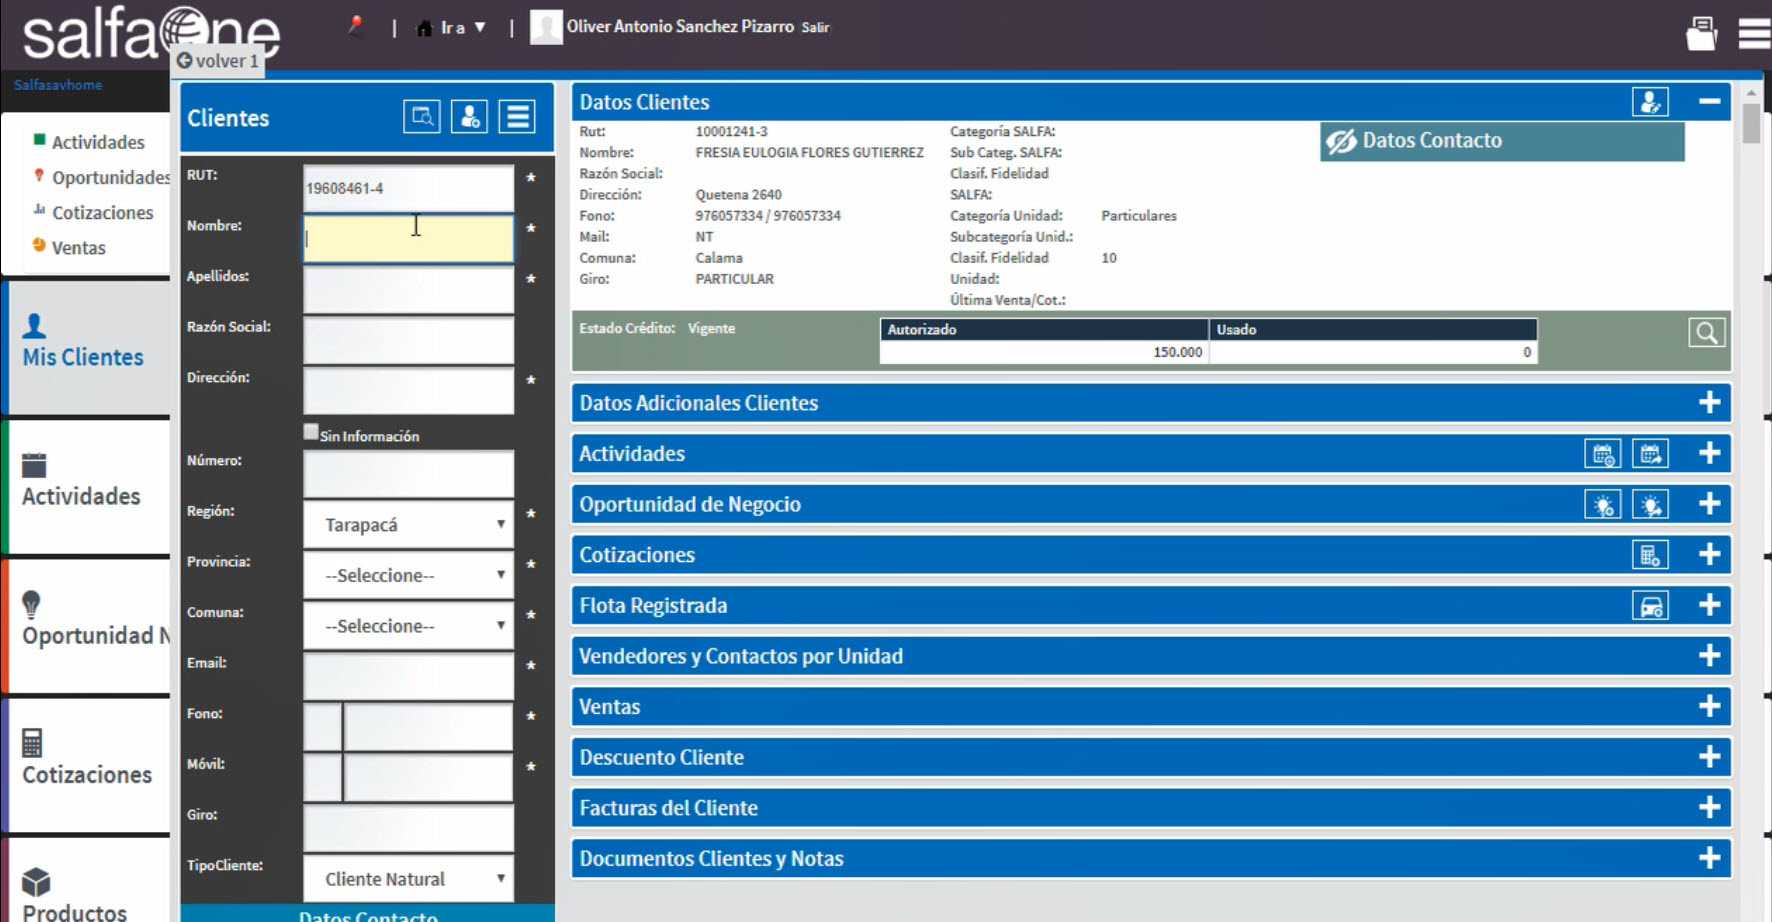 salfaOne
Ir a ▼
Oliver Antonio Sanchez Pizarro Salir
volver 1
Salfasavhome
Actividades
Oportunidades
Cotizaciones
Ventas
Mis Clientes
Actividades
Oportunidad N
Cotizaciones
Productos
Clientes
RUT: 19608461-4 *
Nombre: *
Apellidos: *
Razón Social:
Dirección: *
Sin Información
Número:
Región: Tarapacá ▼ *
Provincia: --Seleccione-- ▼ *
Comuna: --Seleccione-- ▼ *
Email: *
Fono: *
Móvil: *
Giro:
TipoCliente: Cliente Natural ▼
Datos Contacto
Datos Clientes
Rut: 10001241-3
Nombre: FRESIA EULOGIA FLORES GUTIERREZ
Razón Social:
Dirección: Quetena 2640
Fono: 976057334 / 976057334
Mail: NT
Comuna: Calama
Giro: PARTICULAR
Categoría SALFA:
Sub Categ. SALFA:
Clasif. Fidelidad
SALFA:
Categoría Unidad: Particulares
Subcategoría Unid.:
Clasif. Fidelidad 10
Unidad:
Última Venta/Cot.:
Datos Contacto
Estado Crédito: Vigente
Autorizado Usado
150.000 0
Datos Adicionales Clientes
Actividades
Oportunidad de Negocio
Cotizaciones
Flota Registrada
Vendedores y Contactos por Unidad
Ventas
Descuento Cliente
Facturas del Cliente
Documentos Clientes y Notas